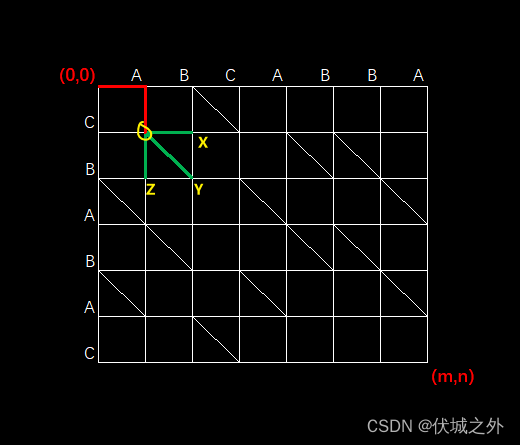 (0,0) A B C A B B A
C
X
B
Z Y
A
B
A
C
(m,n)
CSDN @伏城之外